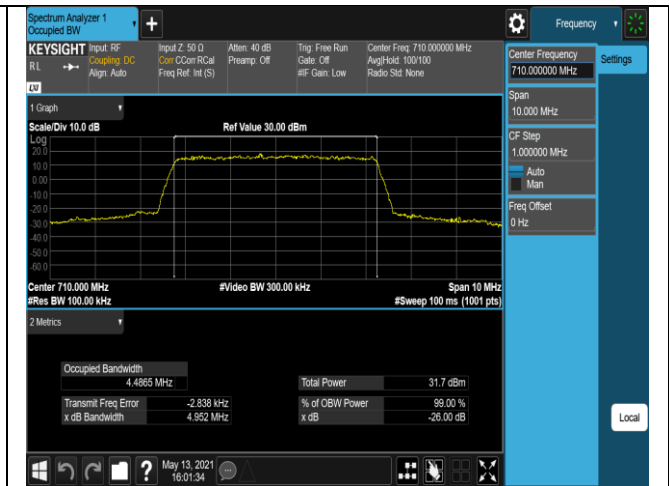 Spectrum Analyzer 1
Occupied BW
+
Frequency
KEYSIGHT
RL
LXI
Input: RF
Coupling: DC
Align: Auto
Input Z: 50 Ω
Corr CCorr RCal
Freq Ref: Int (S)
Atten: 40 dB
Preamp: Off
Trig: Free Run
Gate: Off
#IF Gain: Low
Center Freq: 710.000000 MHz
Avg|Hold: 100/100
Radio Std: None
Center Frequency
710.000000 MHz
Settings
Span
10.000 MHz
CF Step
1.000000 MHz
Auto
Man
Freq Offset
0 Hz
Local
1 Graph
Scale/Div 10.0 dB
Ref Value 30.00 dBm
Log
20.0
10.0
0.00
-10.0
-20.0
-30.0
-40.0
-50.0
-60.0
Center 710.000 MHz
#Video BW 300.00 kHz
Span 10 MHz
#Res BW 100.00 kHz
#Sweep 100 ms (1001 pts)
2 Metrics
Occupied Bandwidth
4.4865 MHz
Total Power
31.7 dBm
Transmit Freq Error
-2.838 kHz
% of OBW Power
99.00 %
x dB Bandwidth
4.952 MHz
x dB
-26.00 dB
?
May 13, 2021
16:01:34